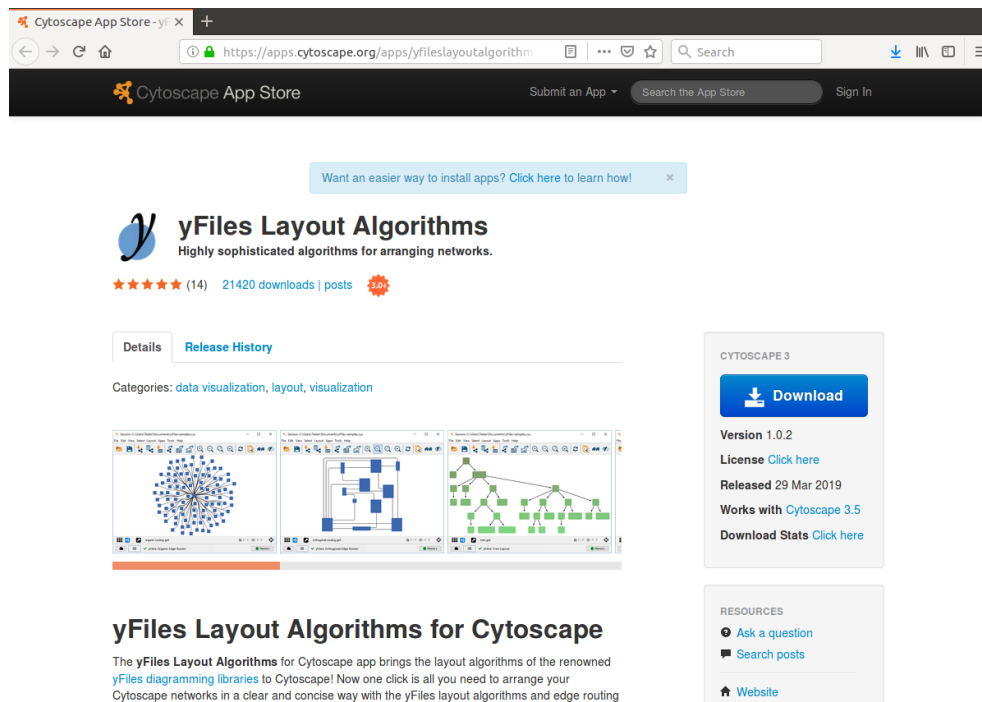 Cytoscape App Store - yF
https://apps.cytoscape.org/apps/yfileslayoutalgorithm
Search
Cytoscape App Store
Submit an App
Search the App Store
Sign In
Want an easier way to install apps? Click here to learn how! ×
yFiles Layout Algorithms
Highly sophisticated algorithms for arranging networks.
(14) 21420 downloads | posts 3.0+
Details Release History
Categories: data visualization, layout, visualization
CYTOSCAPE 3
Download
Version 1.0.2
License Click here
Released 29 Mar 2019
Works with Cytoscape 3.5
Download Stats Click here
yFiles Layout Algorithms for Cytoscape
The yFiles Layout Algorithms for Cytoscape app brings the layout algorithms of the renowned
yFiles diagramming libraries to Cytoscape! Now one click is all you need to arrange your
Cytoscape networks in a clear and concise way with the yFiles layout algorithms and edge routing
RESOURCES
Ask a question
Search posts
Website